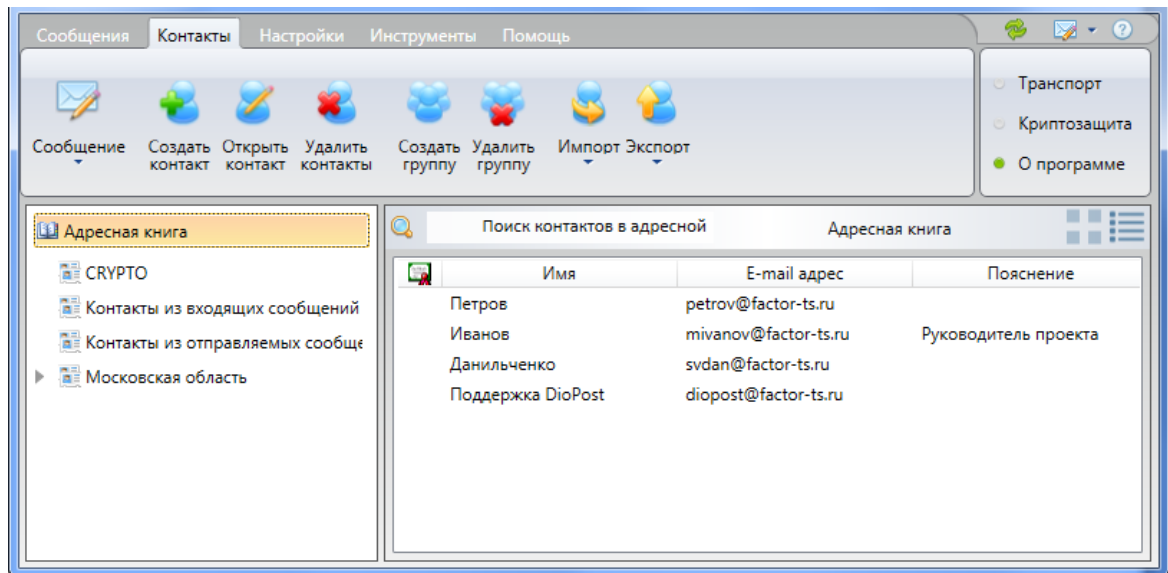 Сообщения Контакты Настройки Инструменты Помощь
Сообщение
Создать контакт
Открыть контакт
Удалить контакты
Создать группу
Удалить группу
Импорт
Экспорт
Транспорт
Криптозащита
О программе
Адресная книга
CRYPTO
Контакты из входящих сообщений
Контакты из отправляемых сообще
Московская область
Поиск контактов в адресной
Адресная книга
Имя E-mail адрес Пояснение
Петров petrov@factor-ts.ru
Иванов mivanov@factor-ts.ru Руководитель проекта
Данильченко svdan@factor-ts.ru
Поддержка DioPost diopost@factor-ts.ru